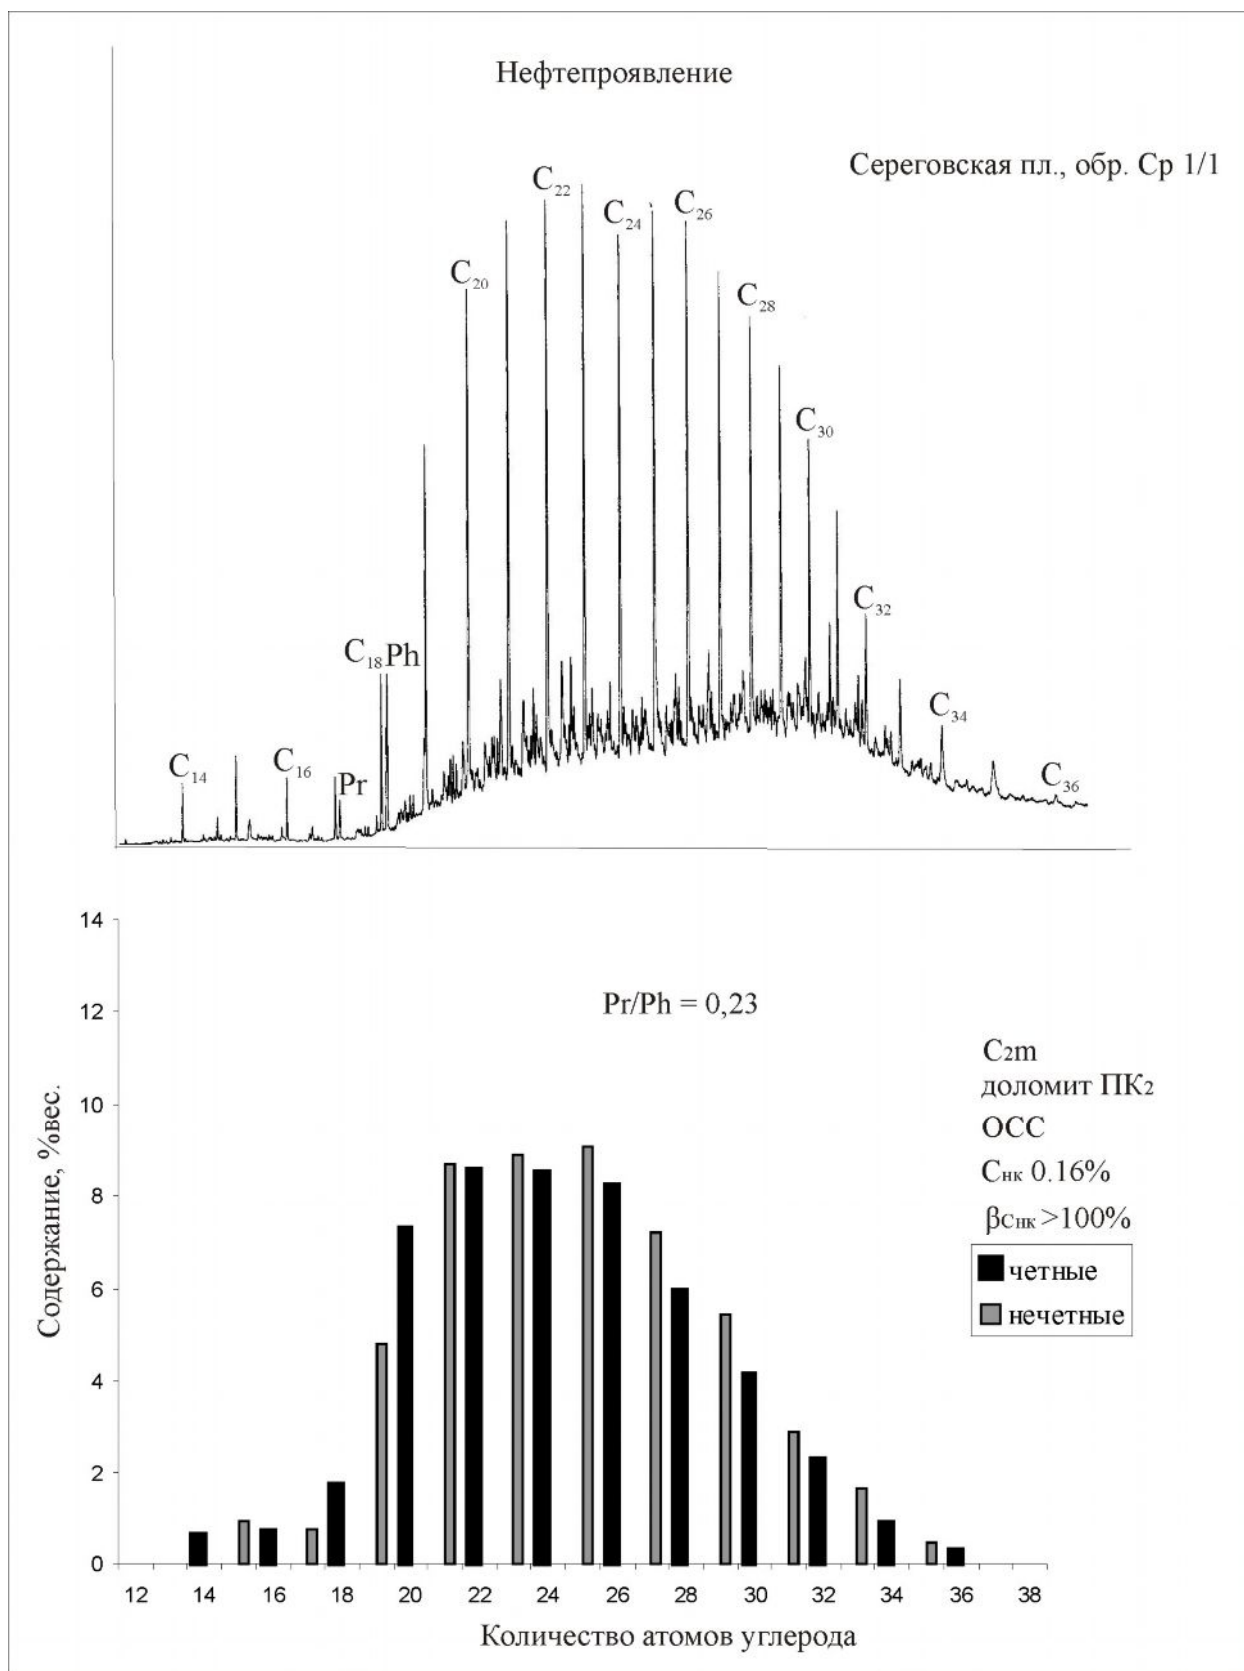 Нефтепроявление
Сереговская пл., обр. Ср 1/1
C14
C16
Pr
C18
Ph
C20
C22
C24
C26
C28
C30
C32
C34
C36
Pr/Ph = 0,23
C2m
доломит ПК2
ОСС
Cнк 0.16%
βCнк >100%
четные
нечетные
Содержание, %вес.
14
12
10
8
6
4
2
0
12 14 16 18 20 22 24 26 28 30 32 34 36 38
Количество атомов углерода